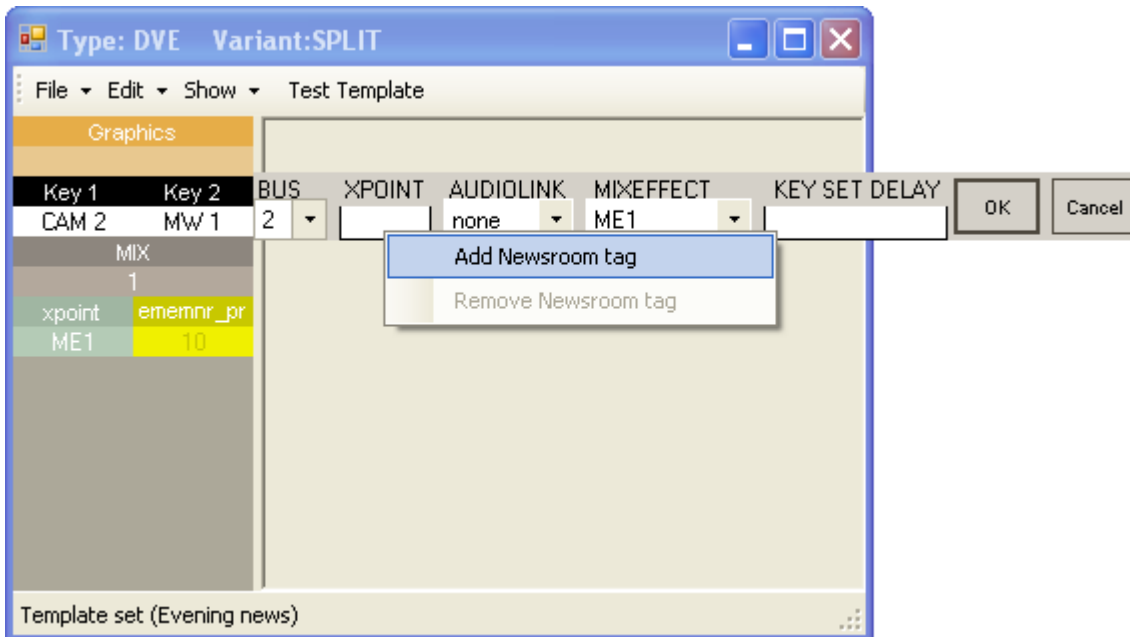 Type: DVE Variant:SPLIT
File Edit Show Test Template
Graphics
Key 1 Key 2 BUS XPOINT AUDIOLINK MIXEFFECT KEY SET DELAY OK Cancel
CAM 2 MW 1 2 none ME1
MIX Add Newsroom tag
1
xpoint ememnr_pr Remove Newsroom tag
ME1 10
Template set (Evening news)